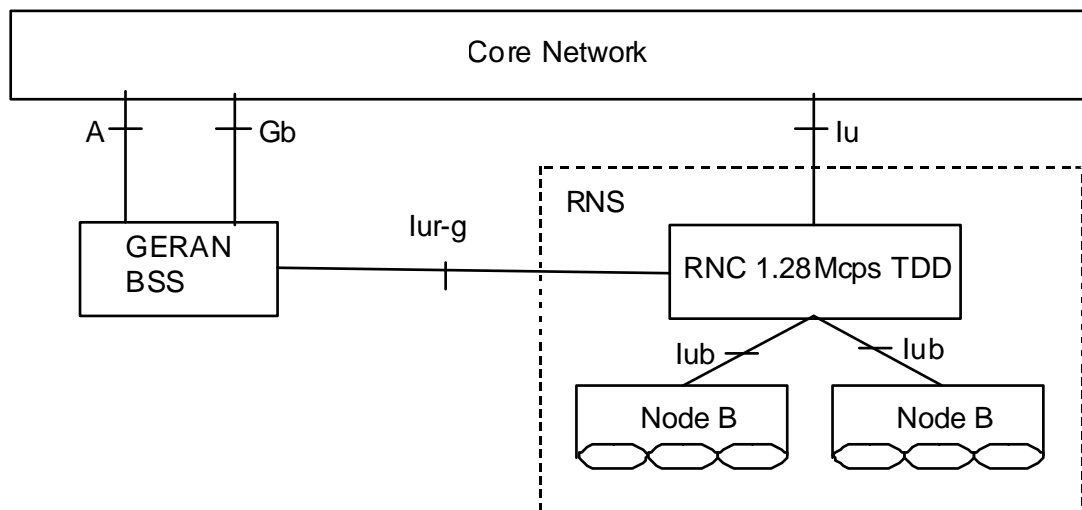 Core Network
A
Gb
Iu
RNS
Iur-g
GERAN
BSS
RNC 1.28Mcps TDD
Iub
Iub
Node B
Node B